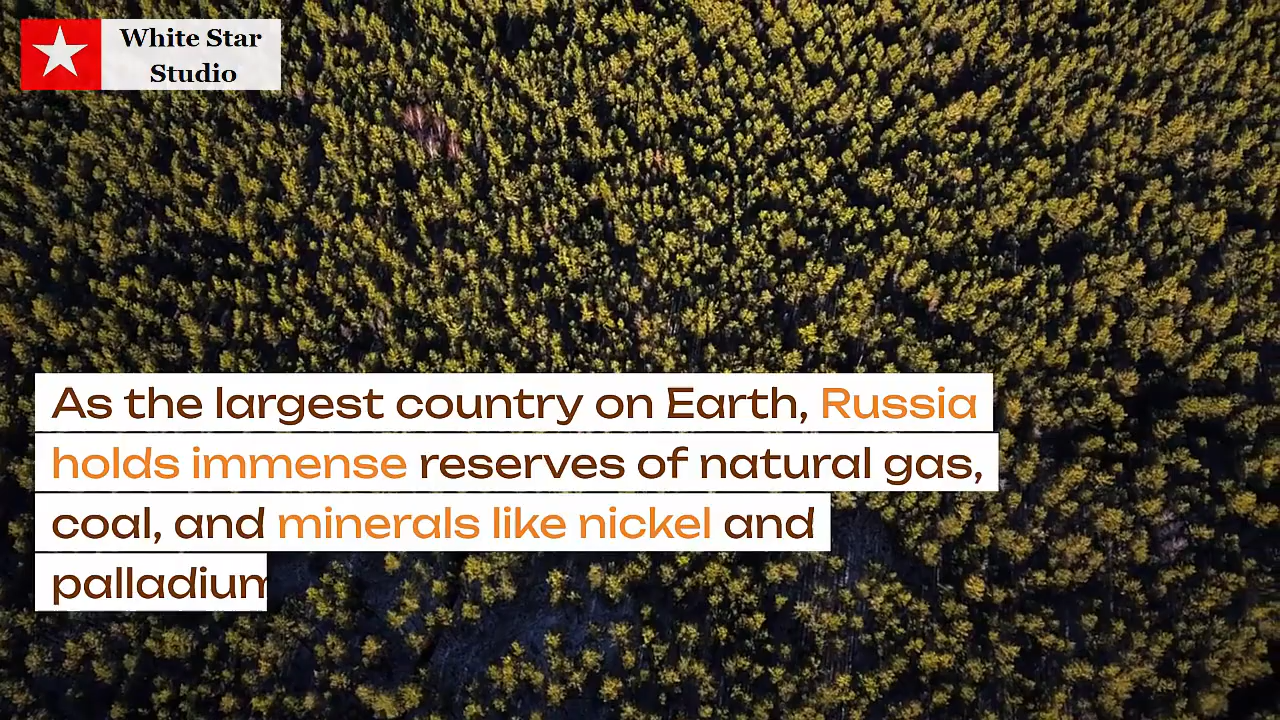 White Star
Studio
As the largest country on Earth, Russia
holds immense reserves of natural gas,
coal, and minerals like nickel and
palladium